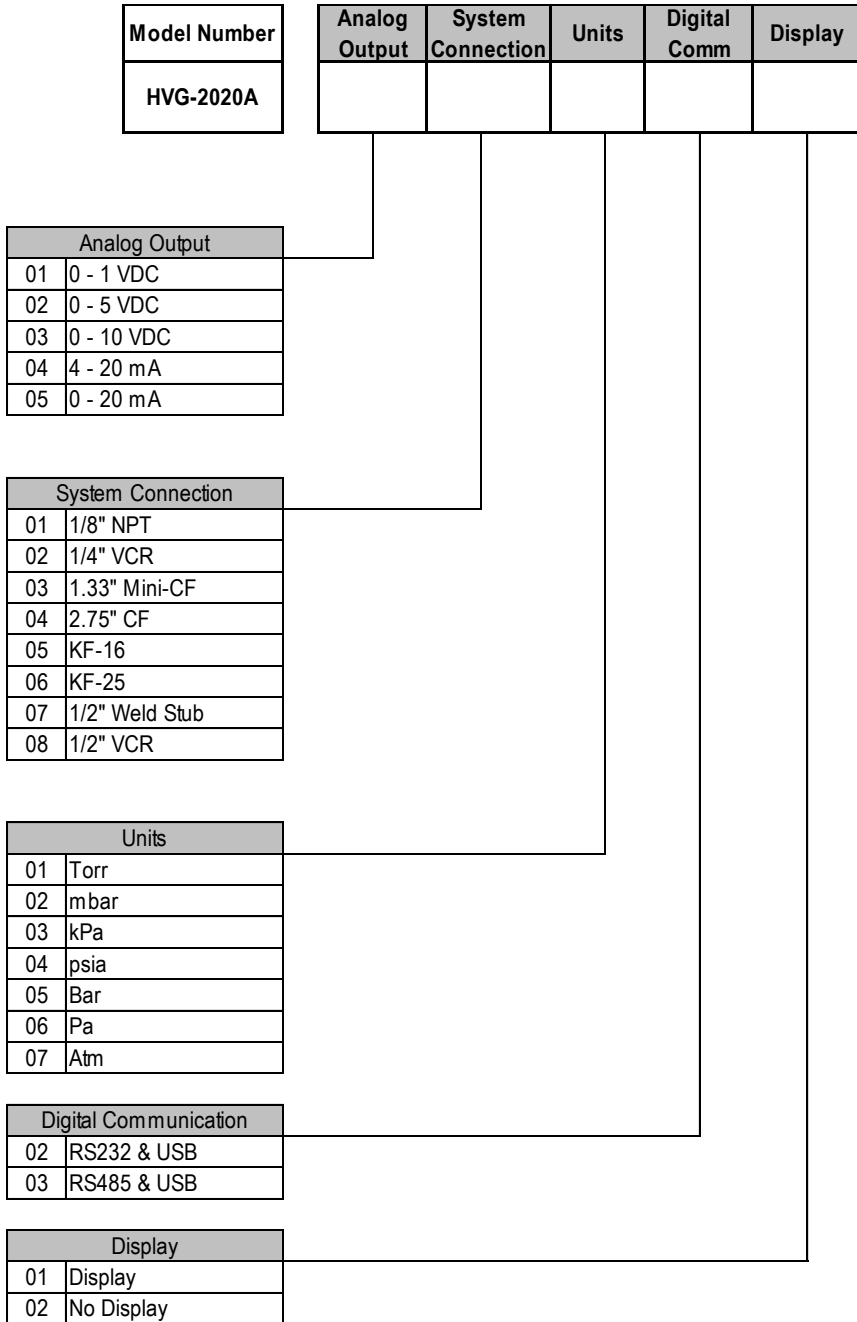 Model Number
Analog Output
System Connection
Units
Digital Comm
Display
HVG-2020A
Analog Output
01 0 - 1 VDC
02 0 - 5 VDC
03 0 - 10 VDC
04 4 - 20 mA
05 0 - 20 mA
System Connection
01 1/8" NPT
02 1/4" VCR
03 1.33" Mini-CF
04 2.75" CF
05 KF-16
06 KF-25
07 1/2" Weld Stub
08 1/2" VCR
Units
01 Torr
02 mbar
03 kPa
04 psia
05 Bar
06 Pa
07 Atm
Digital Communication
02 RS232 & USB
03 RS485 & USB
Display
01 Display
02 No Display